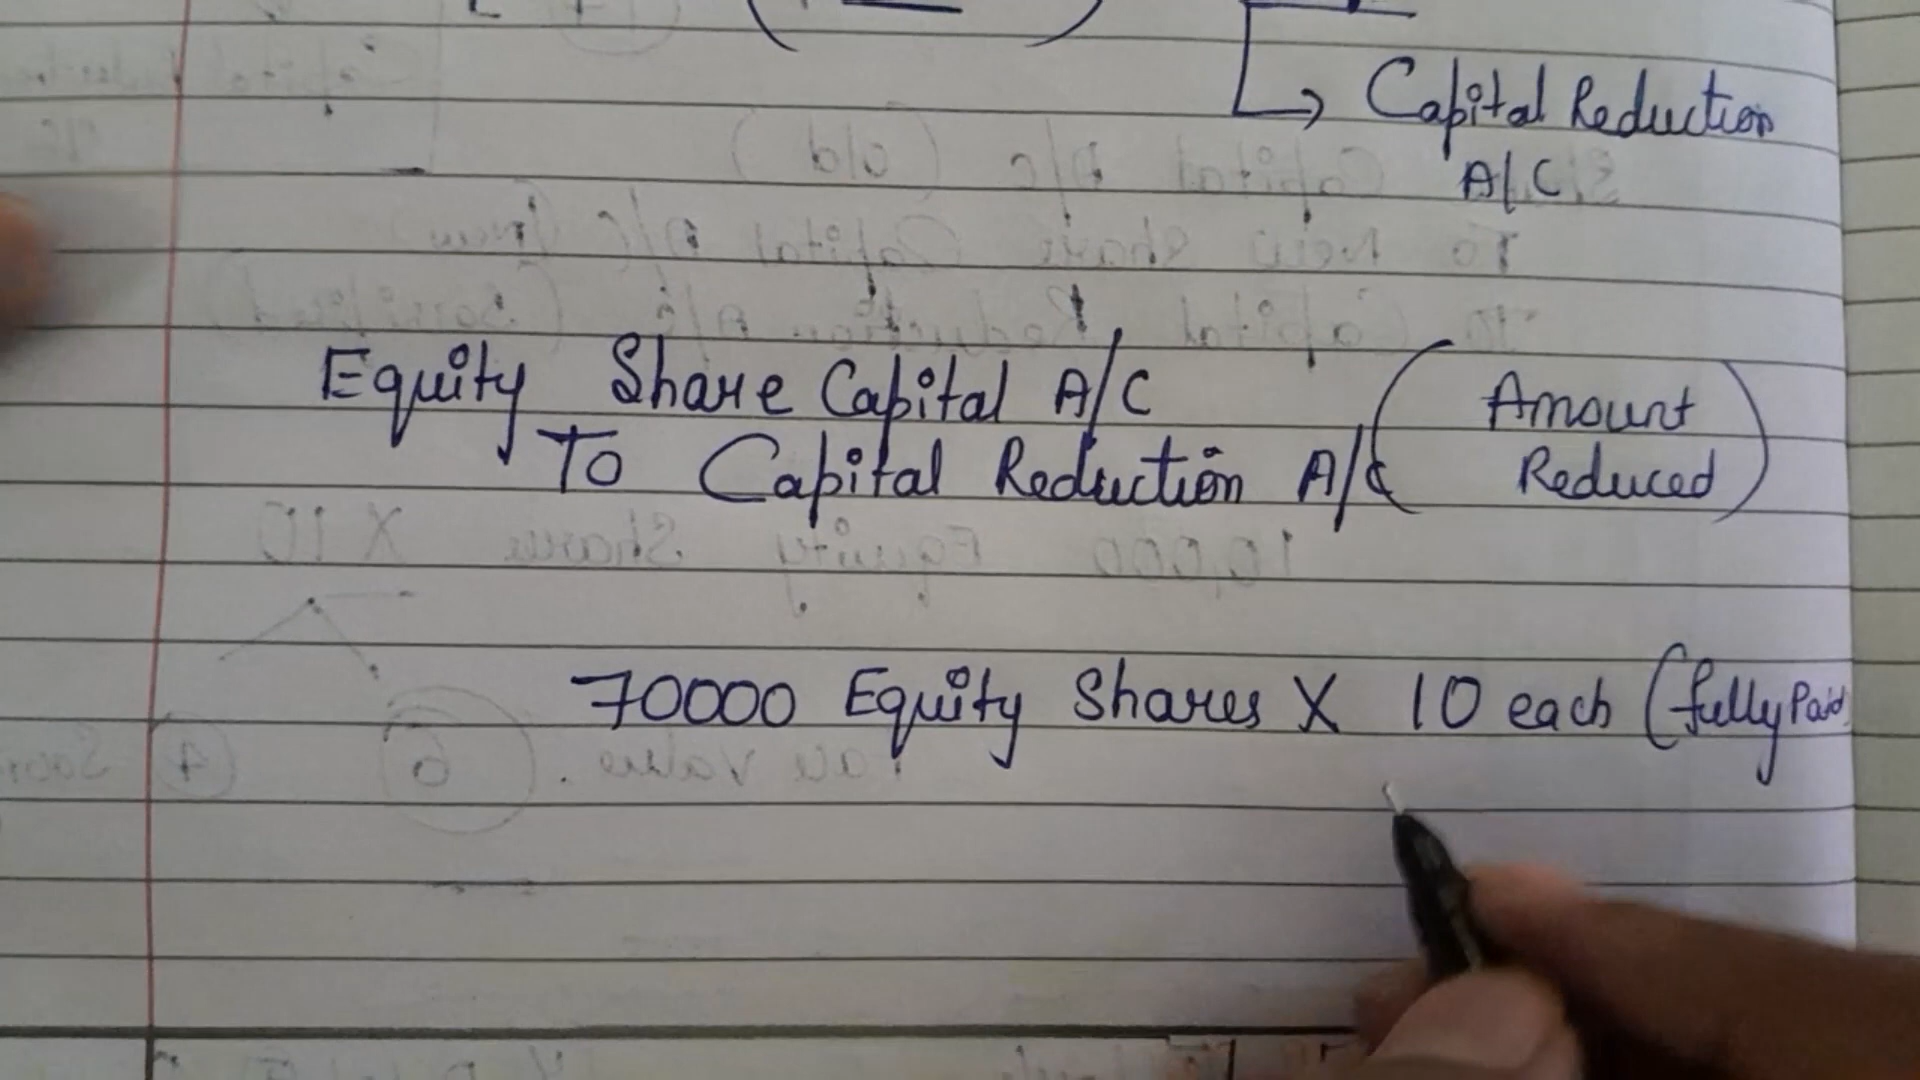 Capital Reduction
A/C
Equity Share Capital A/C
To Capital Reduction A/C
( Amount
Reduced )
70000 Equity Shares X 10 each (fully Paid